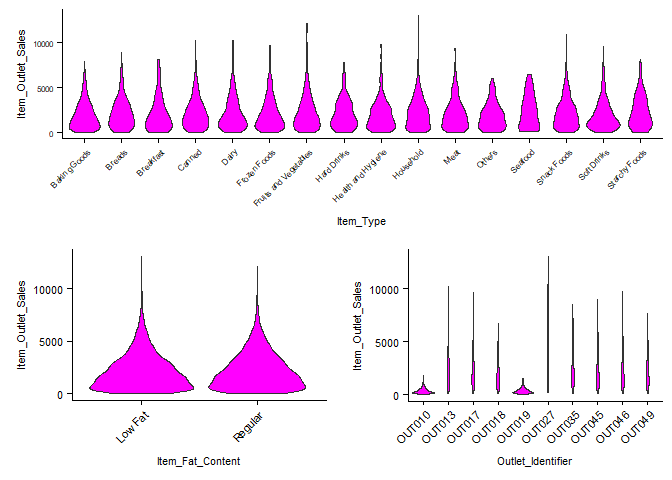 Item_Outlet_Sales
10000
5000
0
Baking Goods
Breads
Breakfast
Canned
Dairy
Frozen Foods
Fruits and Vegetables
Hard Drinks
Health and Hygiene
Household
Meat
Others
Seafood
Snack Foods
Soft Drinks
Starchy Foods
Item_Type
Item_Outlet_Sales
10000
5000
0
Low Fat
Regular
Item_Fat_Content
Item_Outlet_Sales
10000
5000
0
OUT010
OUT013
OUT017
OUT018
OUT019
OUT027
OUT035
OUT045
OUT046
OUT049
Outlet_Identifier